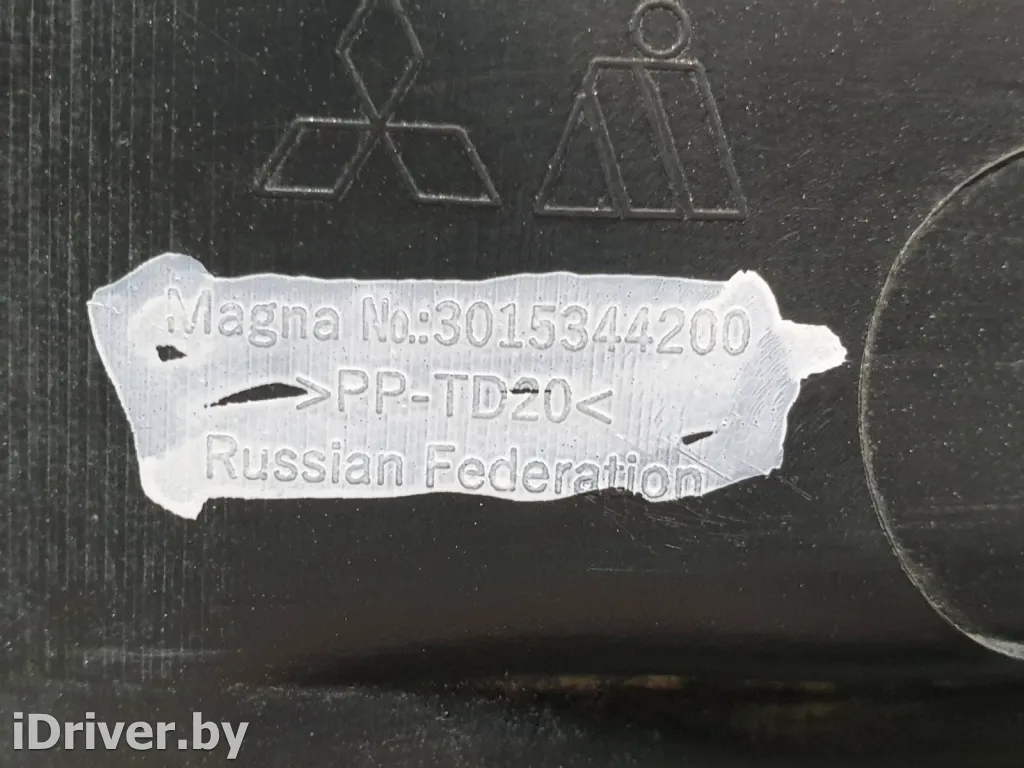 Magna No.:3015344200
>PP-TD20<
Russian Federation
iDriver.by